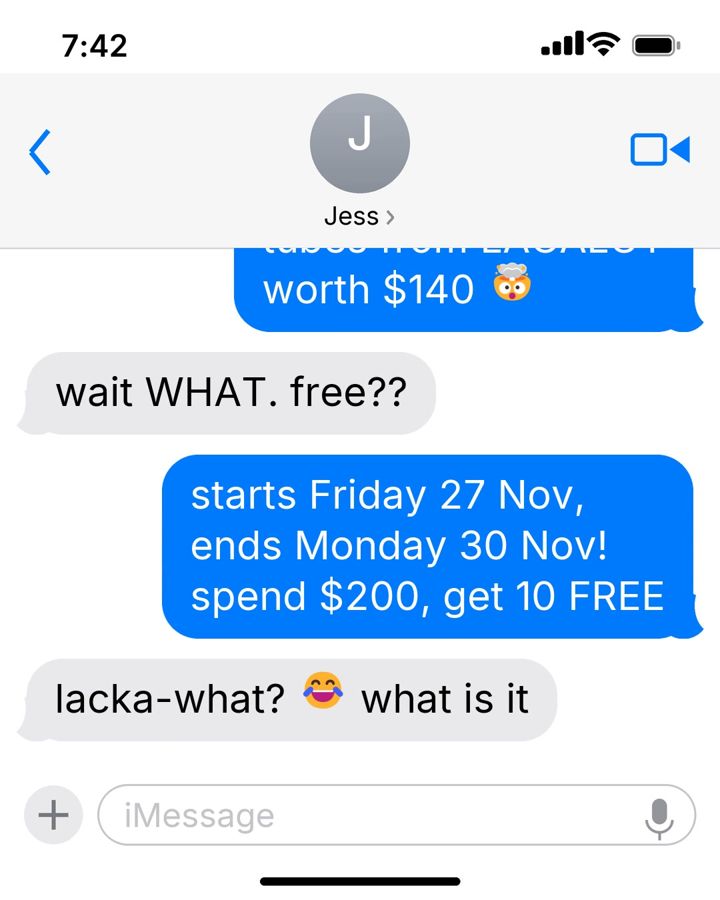 7:42
J
Jess
worth $140 🤯
wait WHAT. free??
starts Friday 27 Nov,
ends Monday 30 Nov!
spend $200, get 10 FREE
lacka-what? 😂 what is it
iMessage